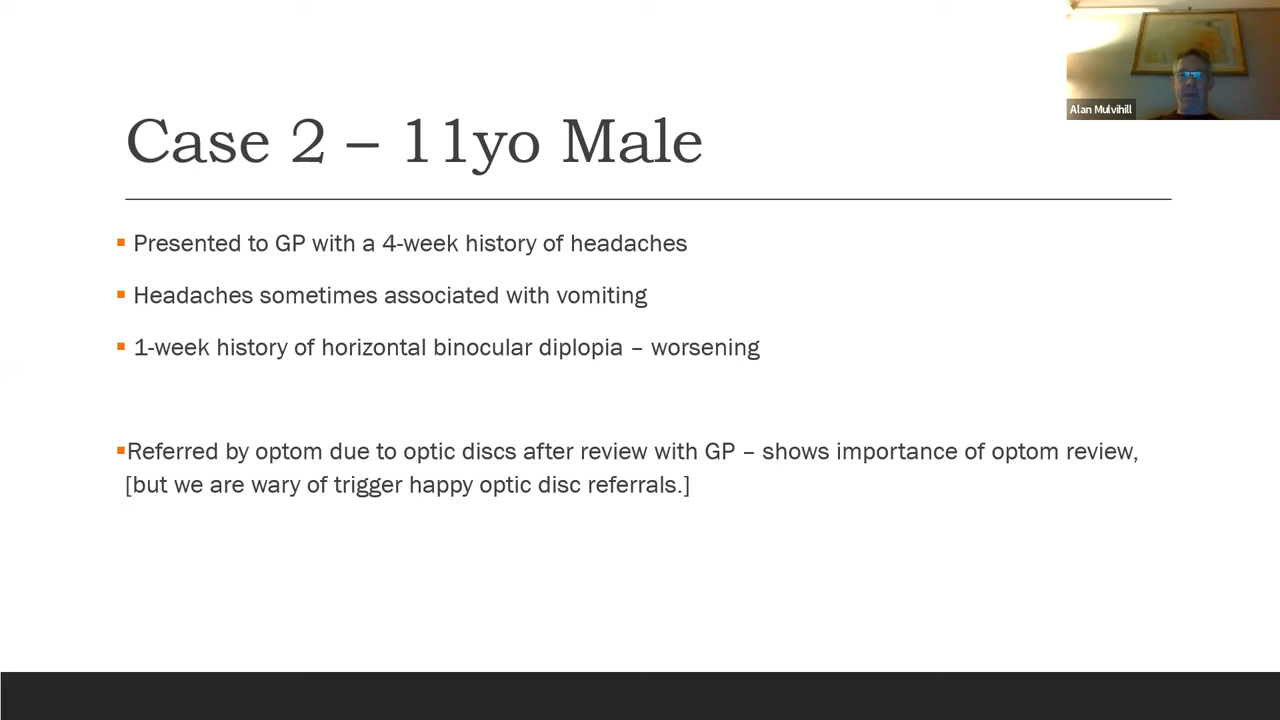 Alan Mulvihill
Case 2 – 11yo Male
▪ Presented to GP with a 4-week history of headaches
▪ Headaches sometimes associated with vomiting
▪ 1-week history of horizontal binocular diplopia – worsening
▪Referred by optom due to optic discs after review with GP – shows importance of optom review,
[but we are wary of trigger happy optic disc referrals.]